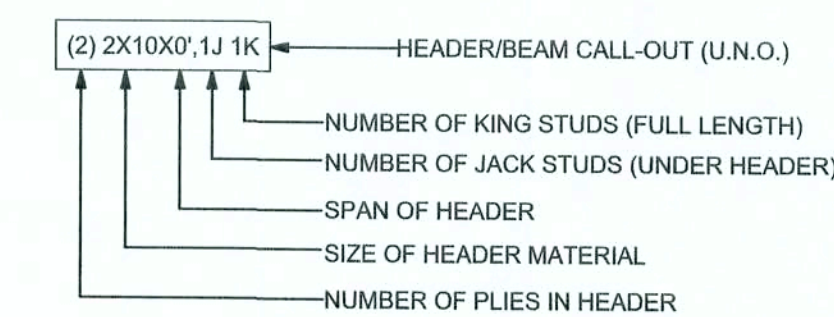 (2) 2X10X0',1J 1K
HEADER/BEAM CALL-OUT (U.N.O.)
NUMBER OF KING STUDS (FULL LENGTH)
NUMBER OF JACK STUDS (UNDER HEADER)
SPAN OF HEADER
SIZE OF HEADER MATERIAL
NUMBER OF PLIES IN HEADER